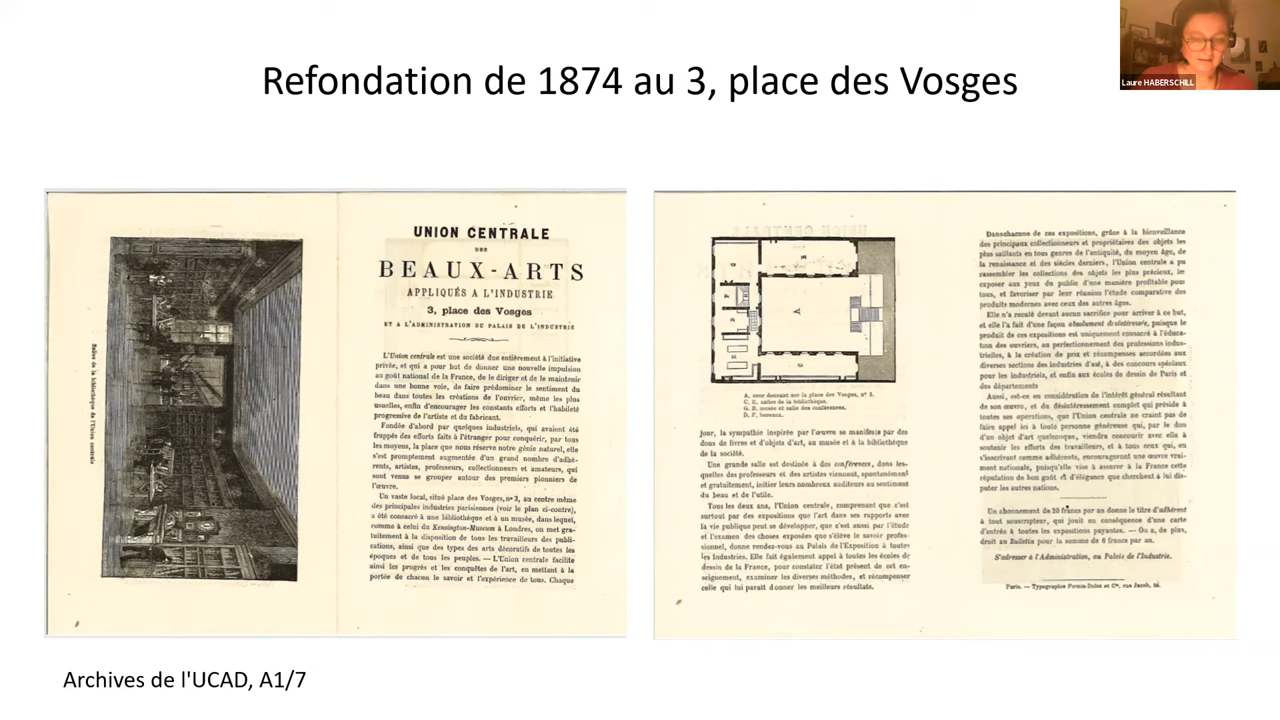 Refondation de 1874 au 3, place des Vosges
Laure HABERSCHILL
Salles de la bibliothèque de l'Union centrale
UNION CENTRALE
DES
BEAUX-ARTS
APPLIQUÉS A L'INDUSTRIE
3, place des Vosges
ET A L'ADMINISTRATION DU PALAIS DE L'INDUSTRIE
L'Union centrale est une société due entièrement à l'initiative
privée, et qui a pour but de donner une nouvelle impulsion
au goût national de la France, de le diriger et de le maintenir
dans une bonne voie, de faire prédominer le sentiment du
beau dans toutes les créations de l'ouvrier, même les plus
usuelles, enfin d'encourager les constants efforts et l'habileté
progressive de l'artiste et du fabricant.
Fondée d'abord par quelques industriels, qui avaient été
frappés des efforts faits à l'étranger pour conquérir, par tous
les moyens, la place que nous réserve notre génie naturel, elle
s'est promptement augmentée d'un grand nombre d'adhé-
rents, artistes, professeurs, collectionneurs et amateurs, qui
sont venus se grouper autour des premiers pionniers de
l'œuvre.
Un vaste local, situé place des Vosges, nº 3, au centre même
des principales industries parisiennes (voir le plan ci-contre),
a été consacré à une bibliothèque et à un musée, dans lequel,
comme à celui du Kensington-Museum à Londres, on met gra-
tuitement à la disposition de tous les travailleurs des publi-
cations, ainsi que des types des arts décoratifs de toutes les
époques et de tous les peuples. — L'Union centrale facilite
ainsi les progrès et les conquêtes de l'art, en mettant à la
portée de chacun le savoir et l'expérience de tous. Chaque
A, cour donnant sur la place des Vosges, nº 3.
C, E, salles de la bibliothèque.
G, B, musée et salle des conférences.
D, F, bureaux.
jour, la sympathie inspirée par l'œuvre se manifeste par des
dons de livres et d'objets d'art, au musée et à la bibliothèque
de la société.
Une grande salle est destinée à des conférences, dans les-
quelles des professeurs et des artistes viennent, spontanément
et gratuitement, initier leurs nombreux auditeurs au sentiment
du beau et de l'utile.
Tous les deux ans, l'Union centrale, comprenant que c'est
surtout par des expositions que l'art dans ses rapports avec
la vie publique peut se développer, que c'est aussi par l'étude
et l'examen des choses exposées que s'élève le savoir profes-
sionnel, donne rendez-vous au Palais de l'Exposition à toutes
les Industries. Elle fait également appel à toutes les écoles de
dessin de la France, pour constater l'état présent de cet en-
seignement, examiner les diverses méthodes, et récompenser
celle qui lui paraît donner les meilleurs résultats.
Dans chacune de ces expositions, grâce à la bienveillance
des principaux collectionneurs et propriétaires des objets les
plus saillants en tous genres de l'antiquité, du moyen âge, de
la renaissance et des siècles derniers, l'Union centrale a pu
rassembler les collections des objets les plus précieux, les
exposer aux yeux du public d'une manière profitable pour
tous, et favoriser par leur réunion l'étude comparative des
produits modernes avec ceux des autres âges.
Elle n'a reculé devant aucun sacrifice pour arriver à ce but,
et elle l'a fait d'une façon absolument désintéressée, puisque le
produit de ces expositions est uniquement consacré à l'éduca-
tion des ouvriers, au perfectionnement des professions indus-
trielles, à la création de prix et récompenses accordées aux
diverses sections des industries d'art, à des concours spéciaux
pour les industriels, et enfin aux écoles de dessin de Paris et
des départements
Aussi, est-ce en considération de l'intérêt général résultant
de son œuvre, et du désintéressement complet qui préside à
toutes ses opérations, que l'Union centrale ne craint pas de
faire appel ici à toute personne généreuse qui, par le don
d'un objet d'art quelconque, viendra concourir avec elle à
soutenir les efforts des travailleurs, et à tous ceux qui, en
s'inscrivant comme adhérents, encourageront une œuvre vrai-
ment nationale, puisqu'elle vise à assurer à la France cette
réputation de bon goût et d'élégance que cherchent à lui dis-
puter les autres nations.
Un abonnement de 20 francs par an donne le titre d'adhérent
à tout souscripteur, qui jouit en conséquence d'une carte
d'entrée à toutes les expositions payantes. — On a, de plus,
droit au Bulletin pour la somme de 6 francs par an.
S'adresser à l'Administration, au Palais de l'Industrie.
Paris. — Typographie Firmin-Didot et Cie, rue Jacob, 56.
Archives de l'UCAD, A1/7